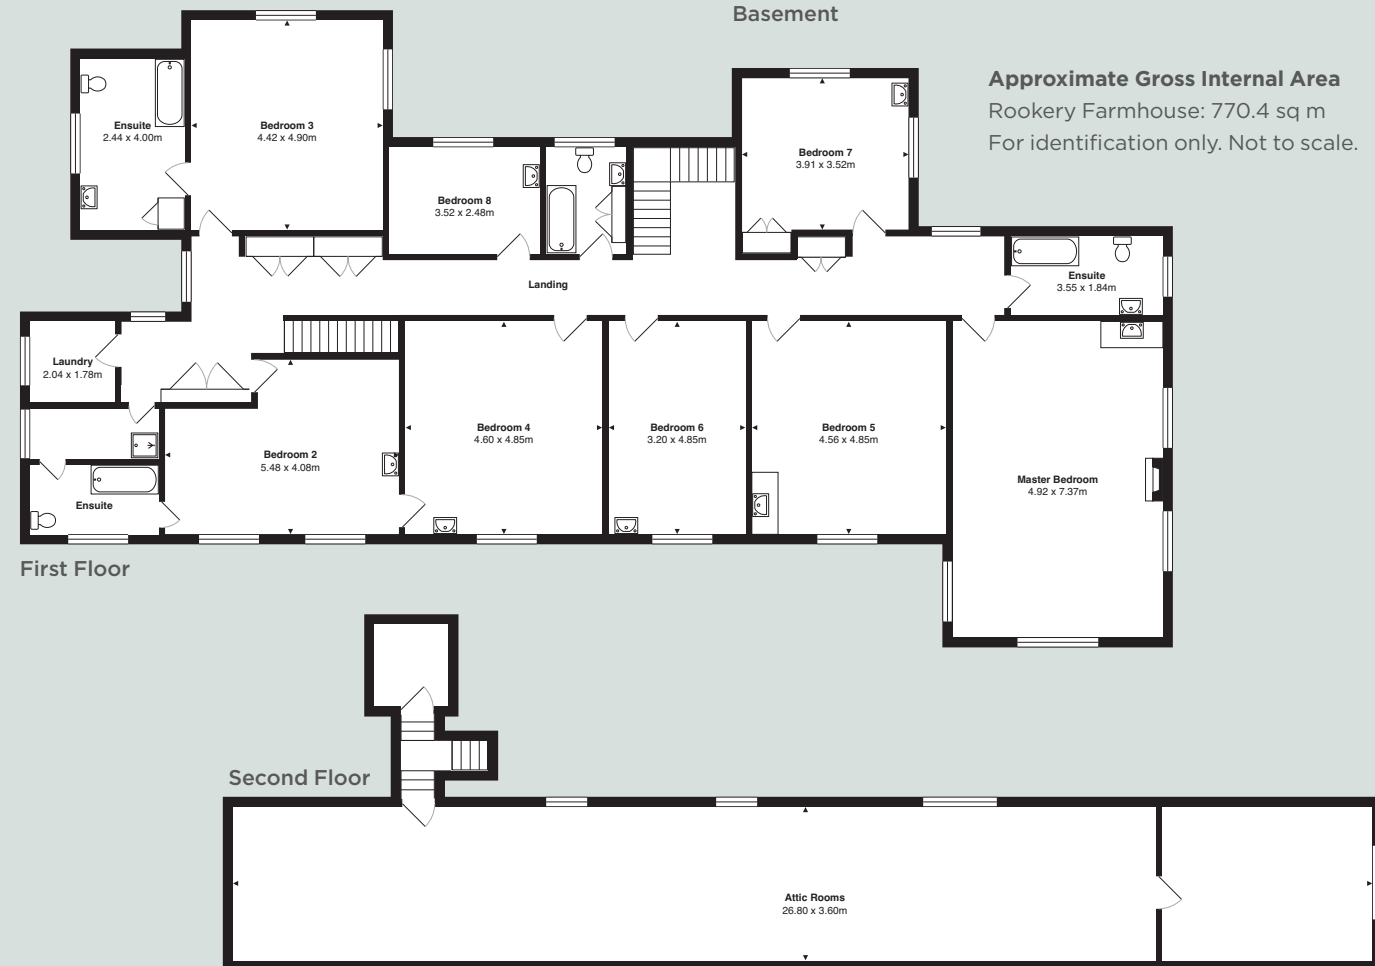 Basement
Approximate Gross Internal Area
Rookery Farmhouse: 770.4 sq m
For identification only. Not to scale.
Ensuite
2.44 x 4.00m
Bedroom 3
4.42 x 4.90m
Bedroom 7
3.91 x 3.52m
Bedroom 8
3.52 x 2.48m
Landing
Ensuite
3.55 x 1.84m
Laundry
2.04 x 1.78m
Bedroom 2
5.48 x 4.08m
Bedroom 4
4.60 x 4.85m
Bedroom 6
3.20 x 4.85m
Bedroom 5
4.56 x 4.85m
Master Bedroom
4.92 x 7.37m
Ensuite
First Floor
Second Floor
Attic Rooms
26.80 x 3.60m